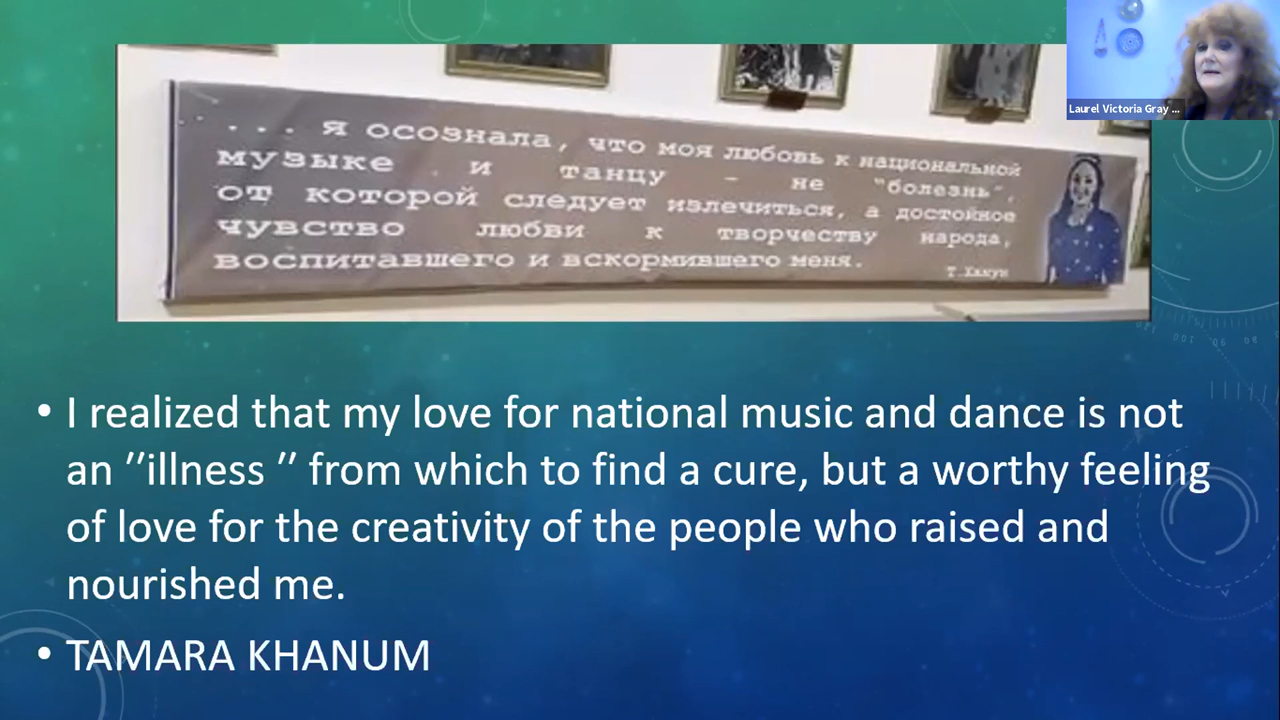 Laurel Victoria Gray ...
... я осознала, что моя любовь к национальной
музыке и танцу - не "болезнь",
от которой следует излечиться, а достойное
чувство любви к творчеству народа,
воспитавшего и вскормившего меня.
Т.Ханум
• I realized that my love for national music and dance is not
an ″illness ″ from which to find a cure, but a worthy feeling
of love for the creativity of the people who raised and
nourished me.
• TAMARA KHANUM